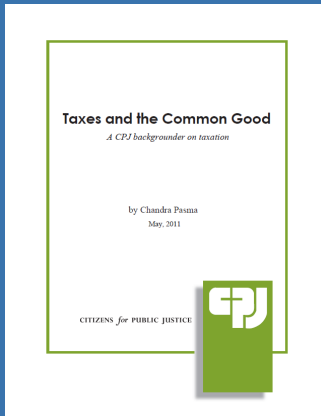 Taxes and the Common Good
A CPJ backgrounder on taxation
by Chandra Pasma
May, 2011
CITIZENS for PUBLIC JUSTICE
cpj